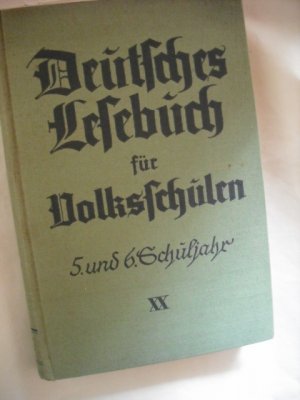 Deutsches
Lesebuch
für
Volksschulen
5. und 6. Schuljahr
XX